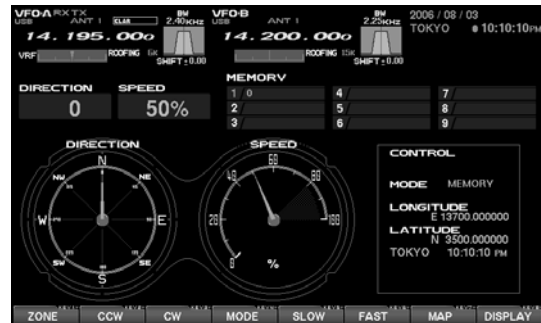 VFO-A RX TX
USB ANT 1 CLAR
BW
2.40KHz
14. 195. 00o
VRF
ROOFING 6K
SHIFT ±0.00
VFO-B
USB ANT 1
BW
2.25KHz
14. 200. 00o
ROOFING 15K
SHIFT ±0.00
2006 / 08 / 03
TOKYO 10:10:10PM
DIRECTION SPEED
0 50%
MEMORY
1 / 0 4 / 7 /
2 / 5 / 8 /
3 / 6 / 9 /
DIRECTION
N
NW NE
W E
SW SE
S
SPEED
60
40 80
20 100
0 %
CONTROL
MODE MEMORY
LONGITUDE
E 13700.000000
LATITUDE
N 3500.000000
TOKYO 10:10:10 PM
ZONE CCW CW MODE SLOW FAST MAP DISPLAY